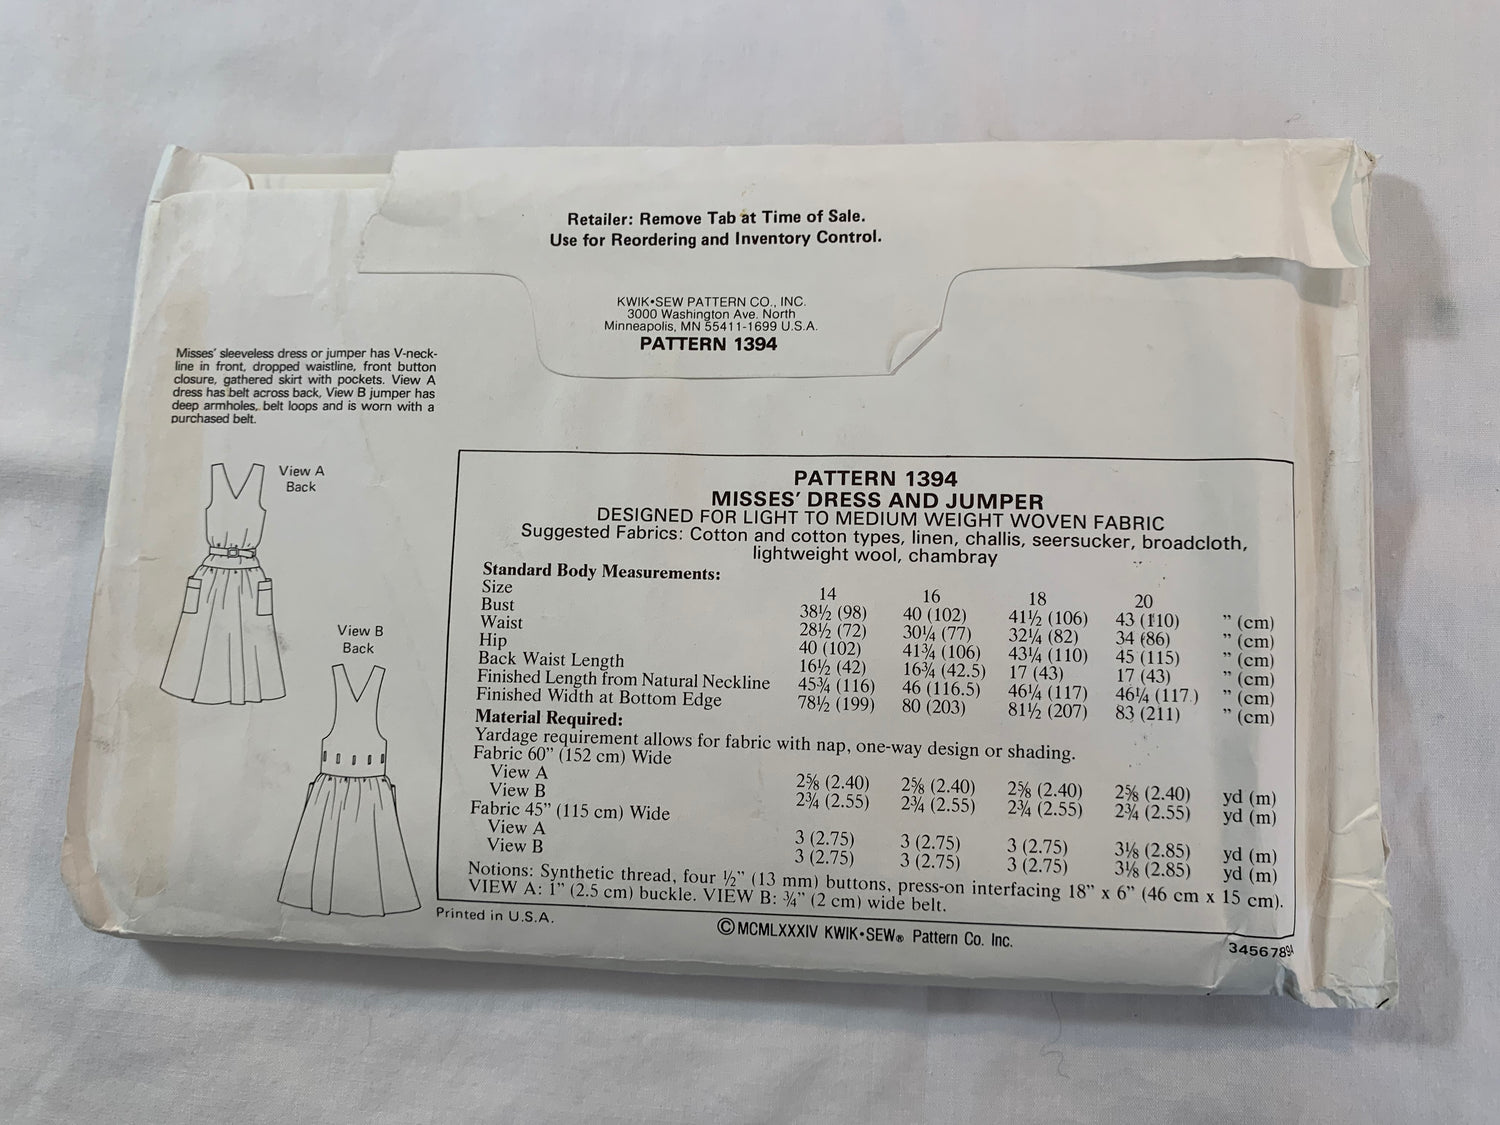 Retailer: Remove Tab at Time of Sale.
Use for Reordering and Inventory Control.
KWIK•SEW PATTERN CO., INC.
3000 Washington Ave. North
Minneapolis, MN 55411-1699 U.S.A.
PATTERN 1394
Misses' sleeveless dress or jumper has V-neck-
line in front, dropped waistline, front button
closure, gathered skirt with pockets. View A
dress has belt across back, View B jumper has
deep armholes, belt loops and is worn with a
purchased belt.
View A
Back
View B
Back
PATTERN 1394
MISSES' DRESS AND JUMPER
DESIGNED FOR LIGHT TO MEDIUM WEIGHT WOVEN FABRIC
Suggested Fabrics: Cotton and cotton types, linen, challis, seersucker, broadcloth,
lightweight wool, chambray
Standard Body Measurements:
Size 14 16 18 20
Bust 38½ (98) 40 (102) 41½ (106) 43 (110) " (cm)
Waist 28½ (72) 30¼ (77) 32¼ (82) 34 (86) " (cm)
Hip 40 (102) 41¾ (106) 43¼ (110) 45 (115) " (cm)
Back Waist Length 16½ (42) 16¾ (42.5) 17 (43) 17 (43) " (cm)
Finished Length from Natural Neckline 45¾ (116) 46 (116.5) 46¼ (117) 46¼ (117) " (cm)
Finished Width at Bottom Edge 78½ (199) 80 (203) 81½ (207) 83 (211) " (cm)
Material Required:
Yardage requirement allows for fabric with nap, one-way design or shading.
Fabric 60" (152 cm) Wide
View A 2⅝ (2.40) 2⅝ (2.40) 2⅝ (2.40) 2⅝ (2.40) yd (m)
View B 2¾ (2.55) 2¾ (2.55) 2¾ (2.55) 2¾ (2.55) yd (m)
Fabric 45" (115 cm) Wide
View A 3 (2.75) 3 (2.75) 3 (2.75) 3⅛ (2.85) yd (m)
View B 3 (2.75) 3 (2.75) 3 (2.75) 3⅛ (2.85) yd (m)
Notions: Synthetic thread, four ½" (13 mm) buttons, press-on interfacing 18" x 6" (46 cm x 15 cm).
VIEW A: 1" (2.5 cm) buckle. VIEW B: ¾" (2 cm) wide belt.
Printed in U.S.A.
©MCMLXXXIV KWIK•SEW® Pattern Co. Inc.
3456789